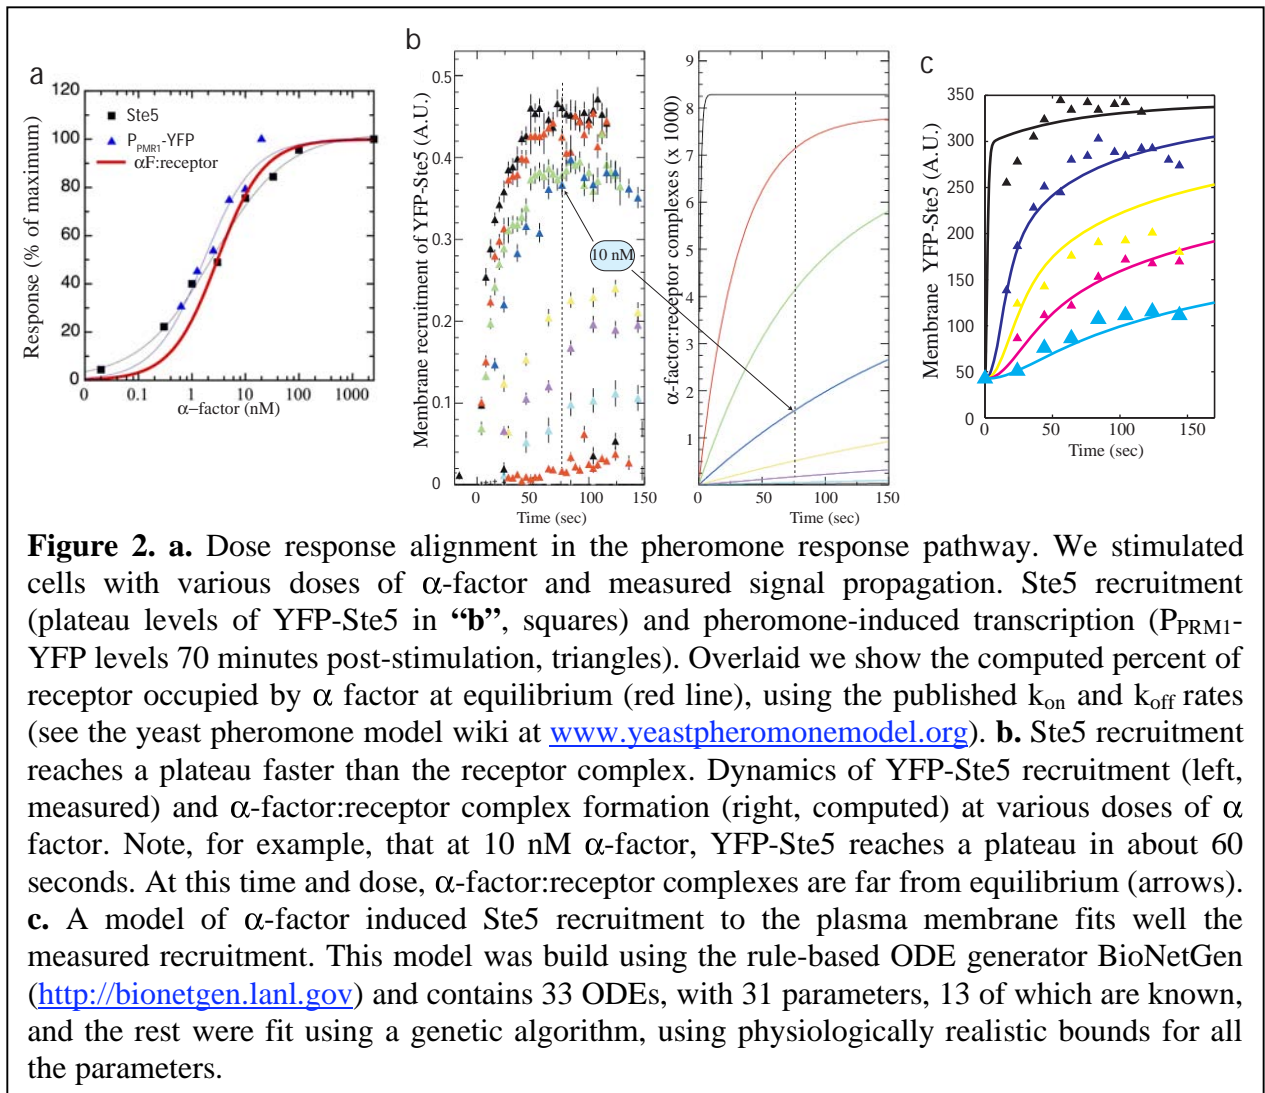 a
120
100
80
60
40
20
0
Response (% of maximum)
Ste5
P PMR1-YFP
αF:receptor
0 0.1 1 10 100 1000
α−factor (nM)
b
0.5
0.4
0.3
0.2
0.1
0
Membrane recruitment of YFP-Ste5 (A.U.)
0 50 100 150
Time (sec)
10 nM
9
8
7
6
5
4
3
2
1
α-factor:receptor complexes (x 1000)
0 50 100 150
Time (sec)
c
350
300
250
200
150
100
50
0
Membrane YFP-Ste5 (A.U.)
0 50 100 150
Time (sec)
Figure 2. a. Dose response alignment in the pheromone response pathway. We stimulated
cells with various doses of α-factor and measured signal propagation. Ste5 recruitment
(plateau levels of YFP-Ste5 in “b”, squares) and pheromone-induced transcription (PPRM1-
YFP levels 70 minutes post-stimulation, triangles). Overlaid we show the computed percent of
receptor occupied by α factor at equilibrium (red line), using the published kon and koff rates
(see the yeast pheromone model wiki at www.yeastpheromonemodel.org). b. Ste5 recruitment
reaches a plateau faster than the receptor complex. Dynamics of YFP-Ste5 recruitment (left,
measured) and α-factor:receptor complex formation (right, computed) at various doses of α
factor. Note, for example, that at 10 nM α-factor, YFP-Ste5 reaches a plateau in about 60
seconds. At this time and dose, α-factor:receptor complexes are far from equilibrium (arrows).
c. A model of α-factor induced Ste5 recruitment to the plasma membrane fits well the
measured recruitment. This model was build using the rule-based ODE generator BioNetGen
(http://bionetgen.lanl.gov) and contains 33 ODEs, with 31 parameters, 13 of which are known,
and the rest were fit using a genetic algorithm, using physiologically realistic bounds for all
the parameters.